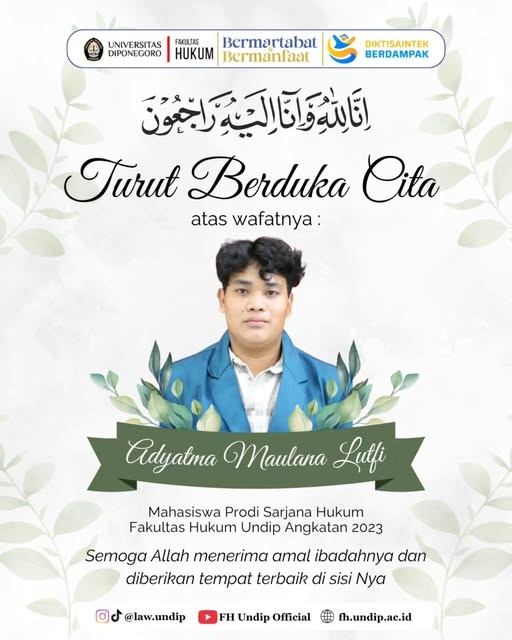 UNIVERSITAS DIPONEGORO
FAKULTAS HUKUM
Bermartabat Bermanfaat
DIKTISAINTEK BERDAMPAK
اِنَّا لِلّٰهِ وَاِنَّآ اِلَيْهِ رَاجِعُوْنَ
Turut Berduka Cita
atas wafatnya :
Adyatma Maulana Lutfi
Mahasiswa Prodi Sarjana Hukum
Fakultas Hukum Undip Angkatan 2023
Semoga Allah menerima amal ibadahnya dan
diberikan tempat terbaik di sisi Nya
@law.undip FH Undip Official fh.undip.ac.id